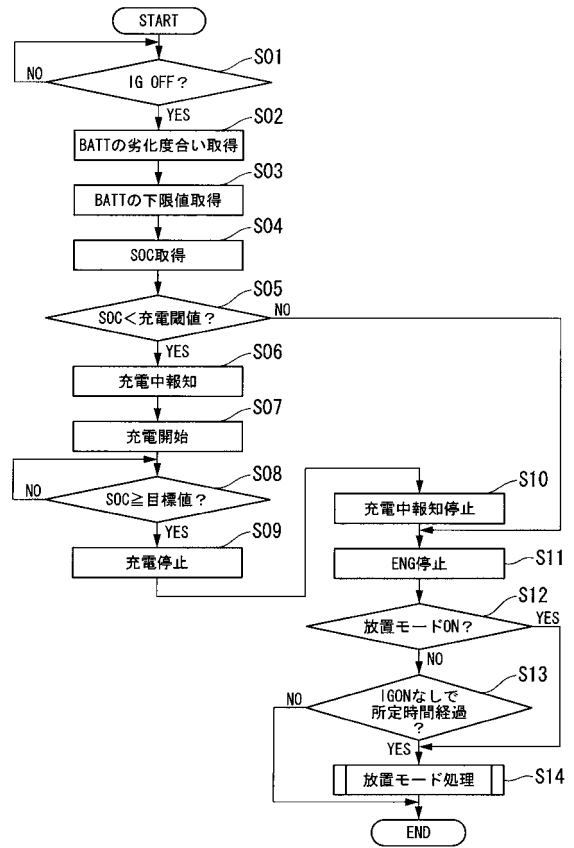 START
S01
IG OFF?
NO
YES
S02
BATTの劣化度合い取得
S03
BATTの下限値取得
S04
SOC取得
S05
SOC<充電閾値?
NO
YES
S06
充電中報知
S07
充電開始
S08
SOC≧目標値?
NO
YES
S09
充電停止
S10
充電中報知停止
S11
ENG停止
S12
放置モードON?
YES
NO
S13
IGONなしで
所定時間経過
?
NO
YES
S14
放置モード処理
END